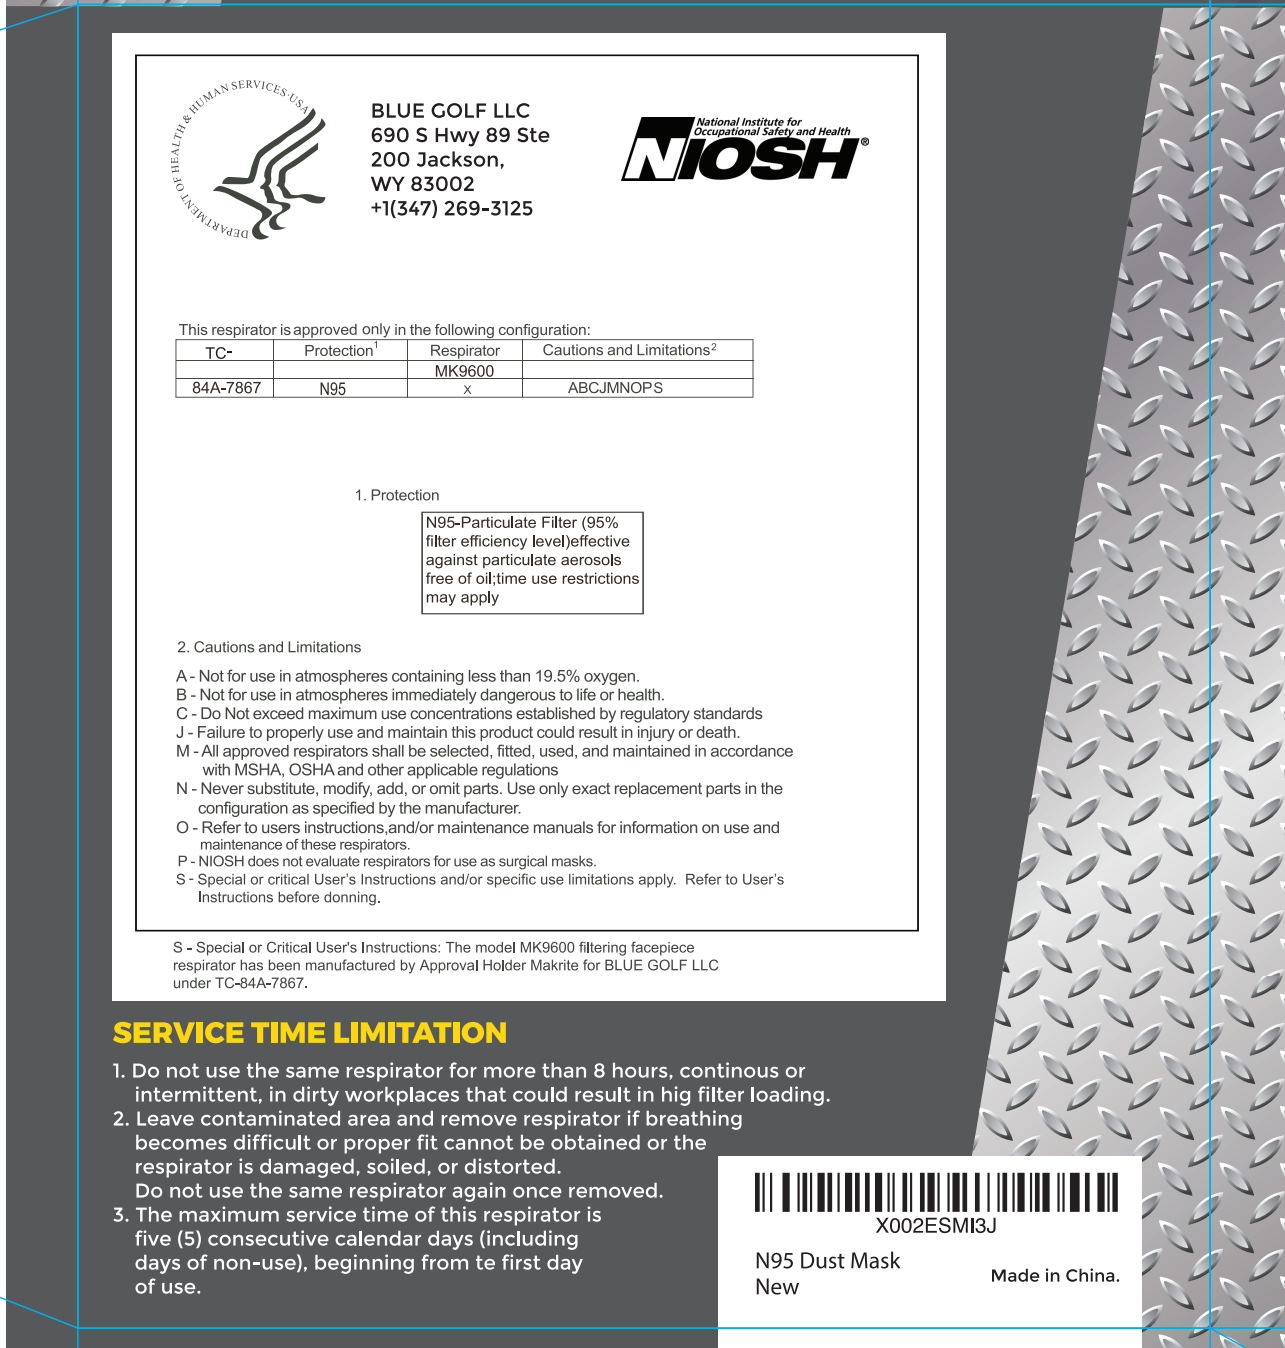 DEPARTMENT OF HEALTH & HUMAN SERVICES·USA
BLUE GOLF LLC
690 S Hwy 89 Ste
200 Jackson,
WY 83002
+1(347) 269-3125
National Institute for
Occupational Safety and Health
NIOSH®
This respirator is approved only in the following configuration:
TC- Protection1 Respirator Cautions and Limitations2
MK9600
84A-7867 N95 X ABCJMNOPS
1. Protection
N95-Particulate Filter (95%
filter efficiency level)effective
against particulate aerosols
free of oil;time use restrictions
may apply
2. Cautions and Limitations
A - Not for use in atmospheres containing less than 19.5% oxygen.
B - Not for use in atmospheres immediately dangerous to life or health.
C - Do Not exceed maximum use concentrations established by regulatory standards
J - Failure to properly use and maintain this product could result in injury or death.
M - All approved respirators shall be selected, fitted, used, and maintained in accordance
with MSHA, OSHA and other applicable regulations
N - Never substitute, modify, add, or omit parts. Use only exact replacement parts in the
configuration as specified by the manufacturer.
O - Refer to users instructions,and/or maintenance manuals for information on use and
maintenance of these respirators.
P - NIOSH does not evaluate respirators for use as surgical masks.
S - Special or critical User's Instructions and/or specific use limitations apply. Refer to User's
Instructions before donning.
S - Special or Critical User's Instructions: The model MK9600 filtering facepiece
respirator has been manufactured by Approval Holder Makrite for BLUE GOLF LLC
under TC-84A-7867.
SERVICE TIME LIMITATION
1. Do not use the same respirator for more than 8 hours, continous or
intermittent, in dirty workplaces that could result in hig filter loading.
2. Leave contaminated area and remove respirator if breathing
becomes difficult or proper fit cannot be obtained or the
respirator is damaged, soiled, or distorted.
Do not use the same respirator again once removed.
3. The maximum service time of this respirator is
five (5) consecutive calendar days (including
days of non-use), beginning from te first day
of use.
X002ESMI3J
N95 Dust Mask
New
Made in China.